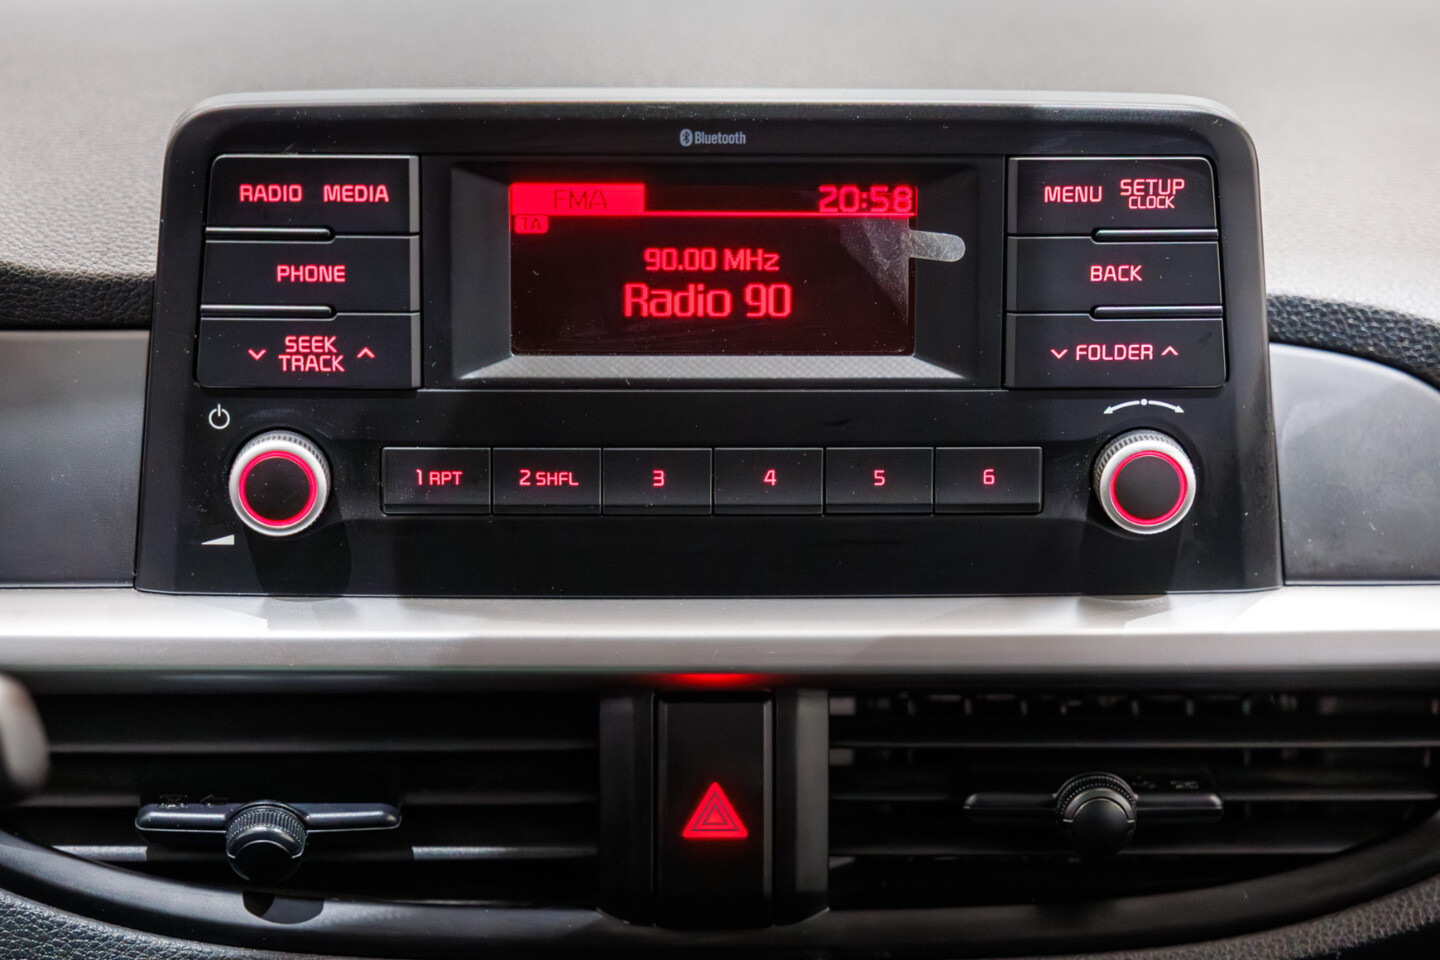 Bluetooth
RADIO MEDIA
PHONE
SEEK
TRACK
FMA 20:58
TA
90.00 MHz
Radio 90
MENU SETUP
CLOCK
BACK
FOLDER
1 RPT 2 SHFL 3 4 5 6